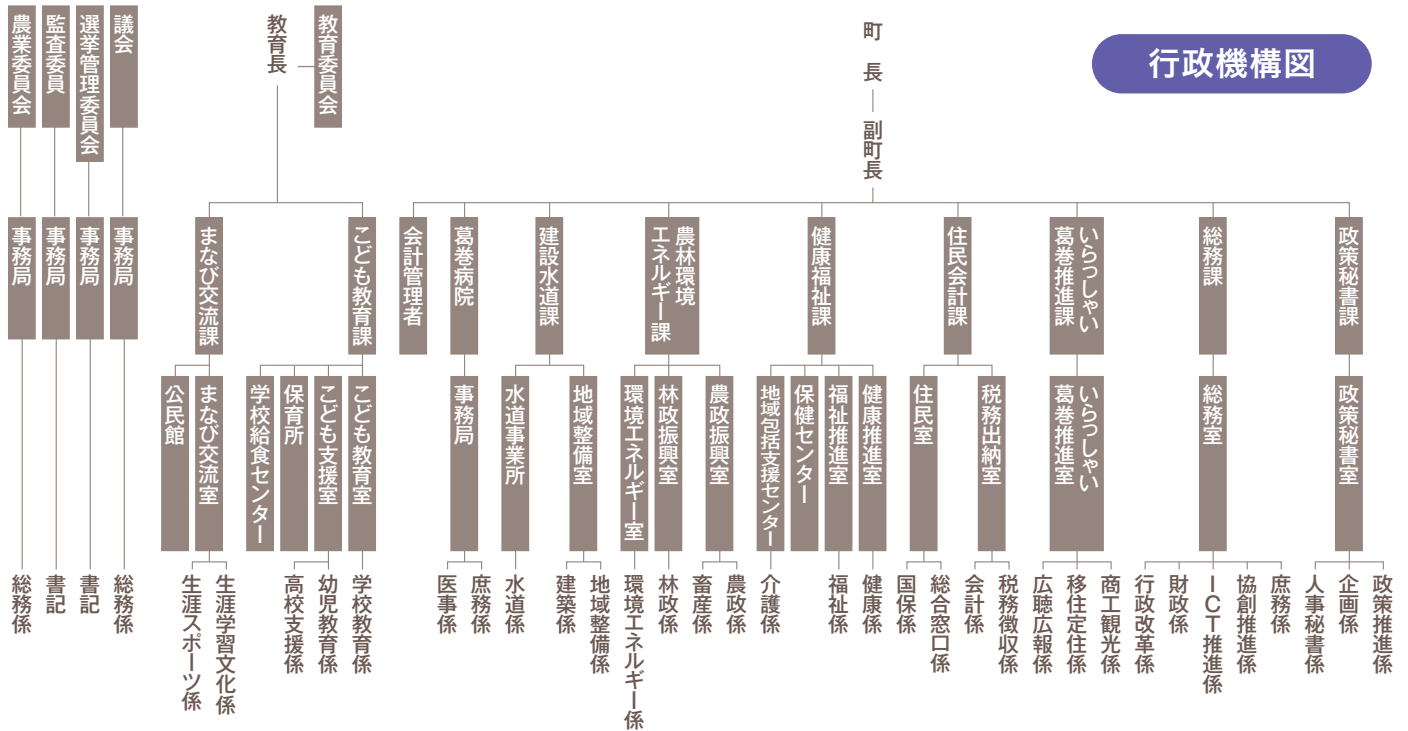 行政機構図
町長
副町長
政策秘書課
総務課
いらっしゃい
葛巻推進課
住民会計課
健康福祉課
農林環境
エネルギー課
建設水道課
葛巻病院
会計管理者
政策秘書室
総務室
いらっしゃい
葛巻推進室
税務出納室
住民室
健康推進室
福祉推進室
保健センター
地域包括支援センター
農政振興室
林政振興室
環境エネルギー室
地域整備室
水道事業所
事務局
政策推進係
企画係
人事秘書係
庶務係
協創推進係
ICT推進係
財政係
行政改革係
商工観光係
移住定住係
広聴広報係
税務徴収係
会計係
総合窓口係
国保係
健康係
福祉係
介護係
農政係
畜産係
林政係
環境エネルギー係
地域整備係
建築係
水道係
庶務係
医事係
教育委員会
教育長
こども教育課
まなび交流課
こども教育室
こども支援室
保育所
学校給食センター
まなび交流室
公民館
学校教育係
幼児教育係
高校支援係
生涯学習文化係
生涯スポーツ係
議会
選挙管理委員会
監査委員
農業委員会
事務局
事務局
事務局
事務局
総務係
書記
書記
総務係